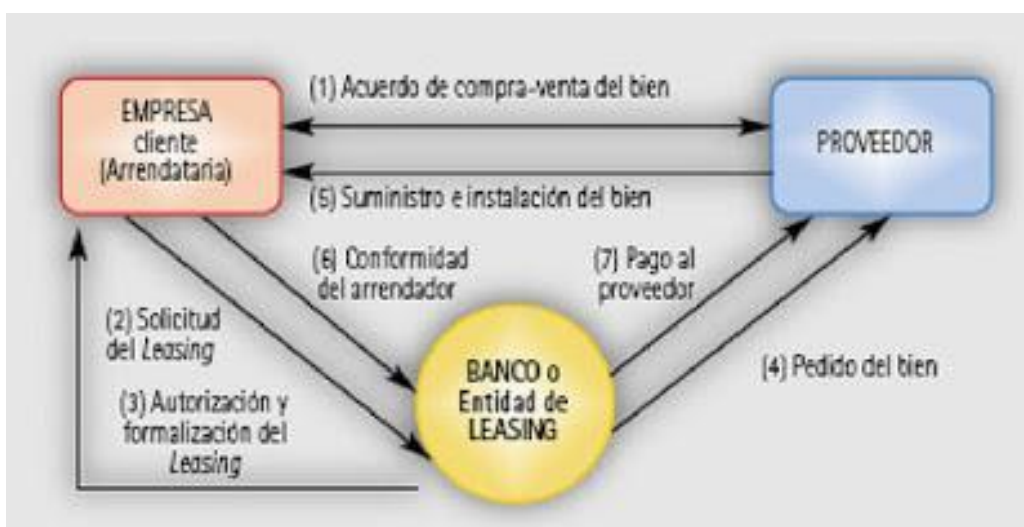 EMPRESA
cliente
(Arrendataria)
(1) Acuerdo de compra-venta del bien
PROVEEDOR
(5) Suministro e instalación del bien
(6) Conformidad
del arrendador
(7) Pago al
proveedor
(2) Solicitud
del Leasing
(3) Autorización y
formalización del
Leasing
BANCO o
Entidad de
LEASING
(4) Pedido del bien